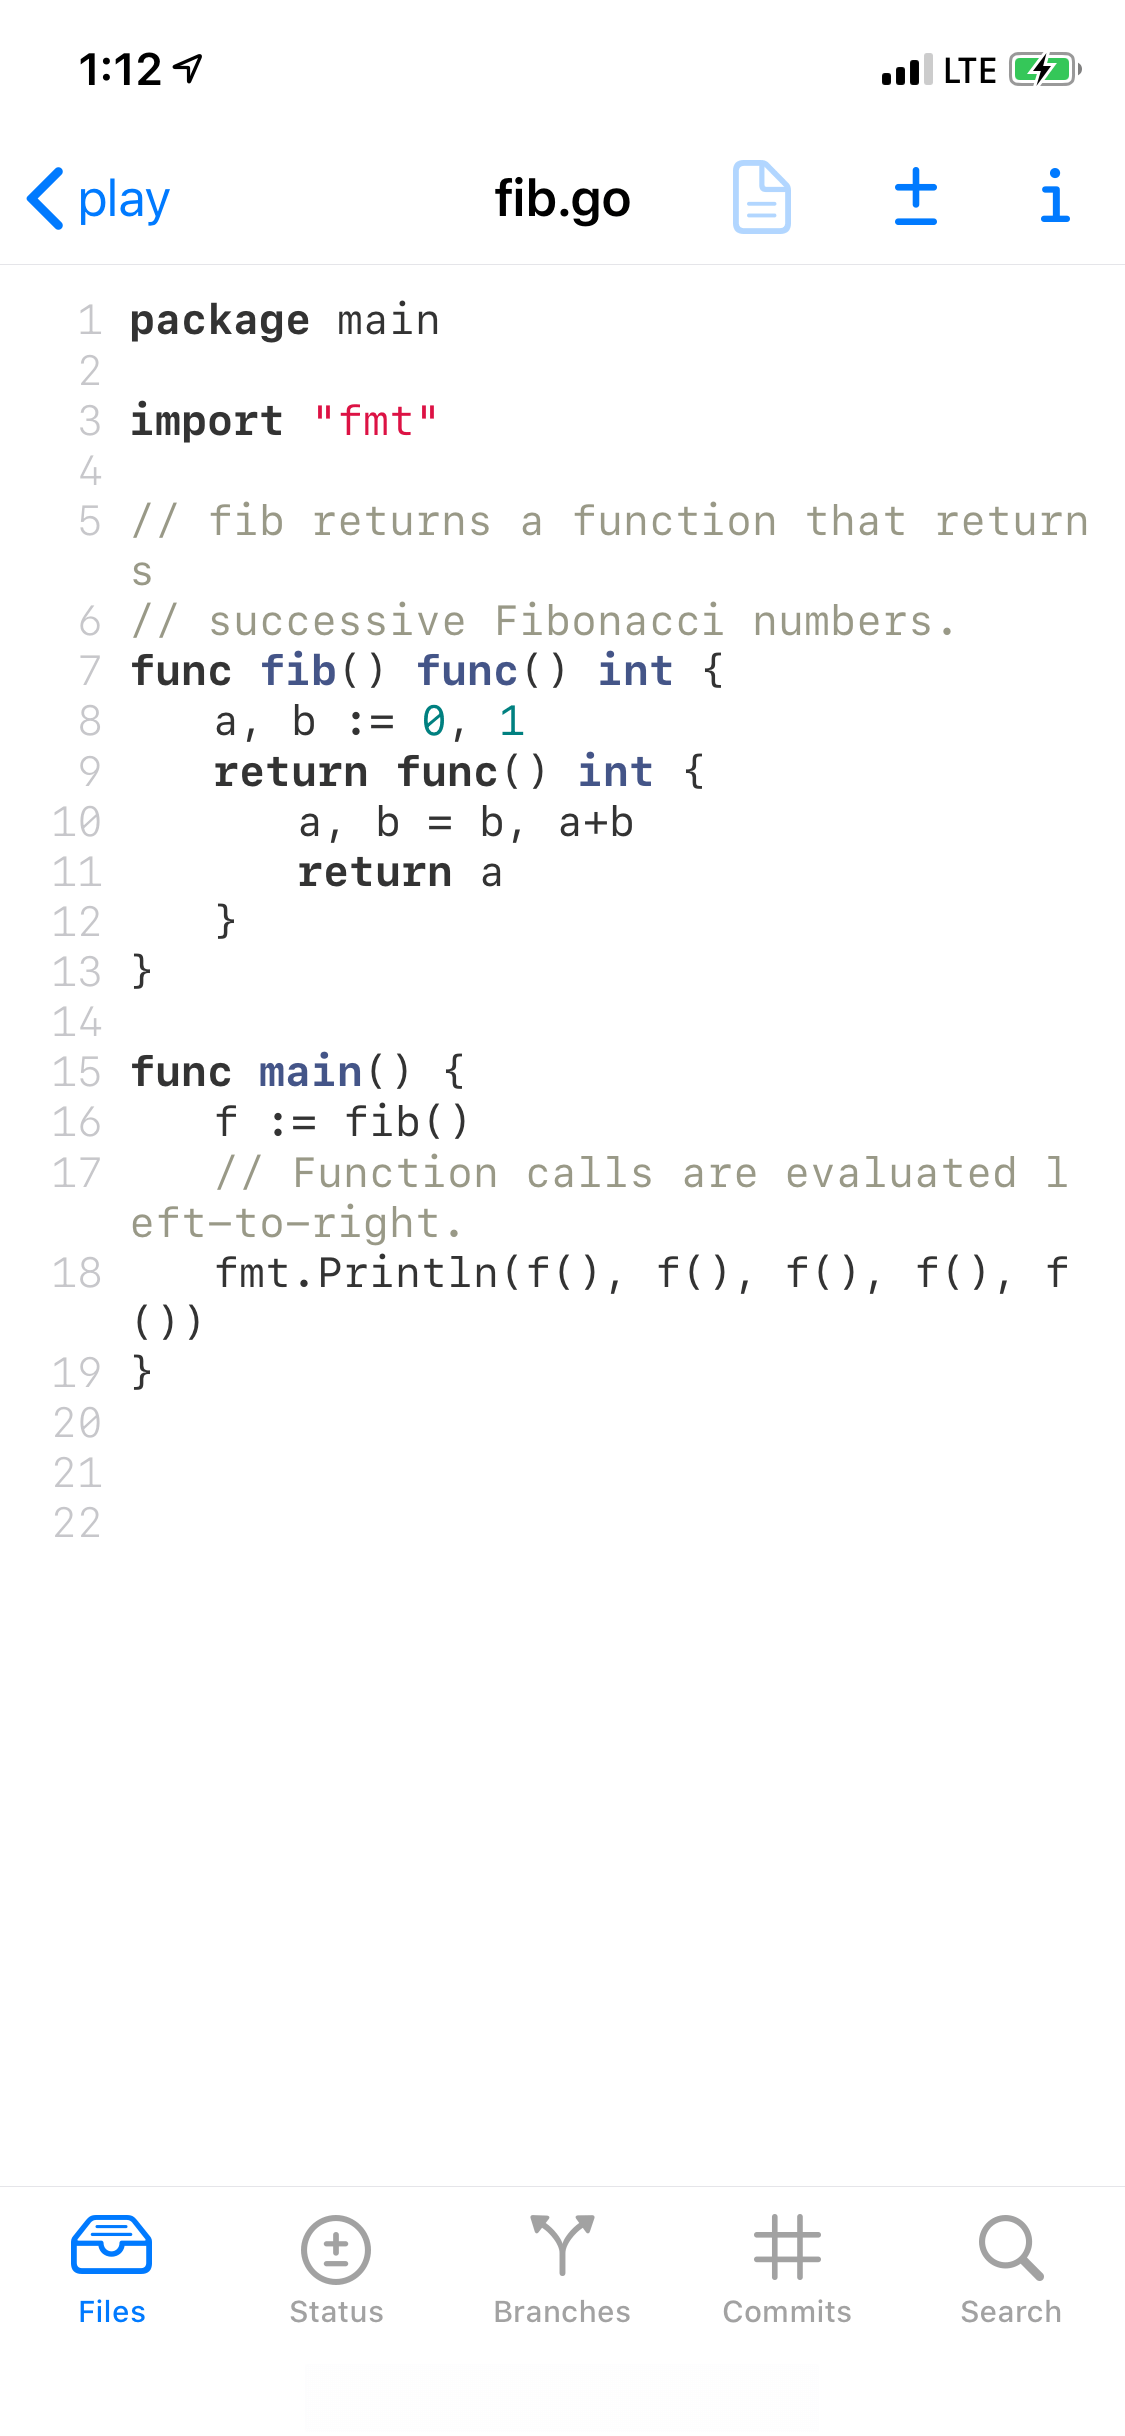 1:12 LTE
play fib.go
1 package main
2
3 import "fmt"
4
5 // fib returns a function that return
s
6 // successive Fibonacci numbers.
7 func fib() func() int {
8     a, b := 0, 1
9     return func() int {
10         a, b = b, a+b
11         return a
12     }
13 }
14
15 func main() {
16     f := fib()
17     // Function calls are evaluated l
eft-to-right.
18     fmt.Println(f(), f(), f(), f(), f
())
19 }
20
21
22
Files Status Branches Commits Search